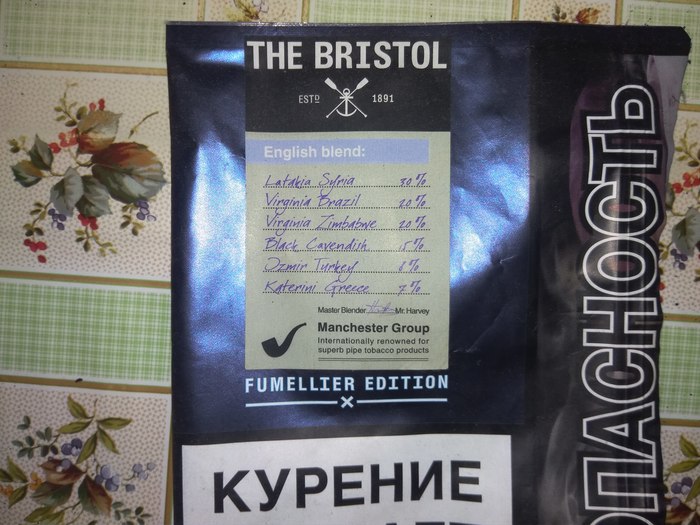 THE BRISTOL
ESTD 1891
English blend:
Latakia Syria 30%
Virginia Brazil 20%
Virginia Zimbabwe 20%
Black Cavendish 15%
Ozmir Turkey 8%
Katerini Greece 7%
Master Blender Mr. Harvey
Manchester Group
Internationally renowned for
superb pipe tobacco products
FUMELLIER EDITION
КУРЕНИЕ
ОПАСНОСТЬ